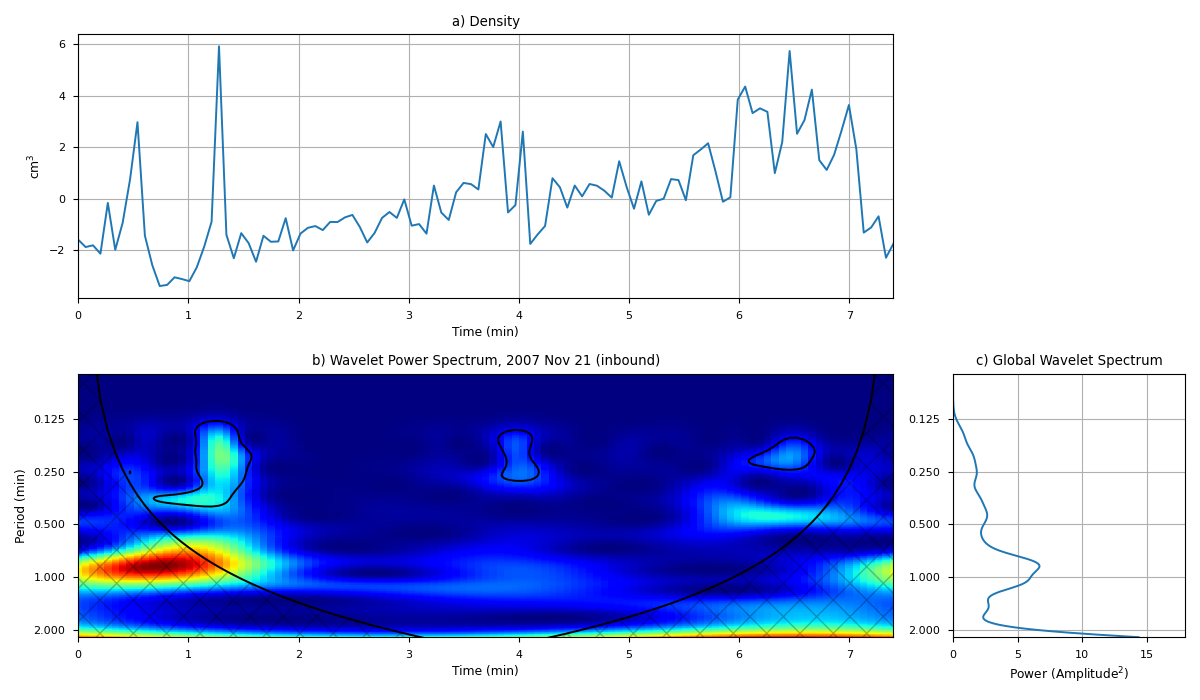 a) Density
6
4
2
0
−2
cm³
0 1 2 3 4 5 6 7
Time (min)
b) Wavelet Power Spectrum, 2007 Nov 21 (inbound)
0.125
0.250
0.500
1.000
2.000
Period (min)
0 1 2 3 4 5 6 7
Time (min)
c) Global Wavelet Spectrum
0.125
0.250
0.500
1.000
2.000
0 5 10 15
Power (Amplitude²)